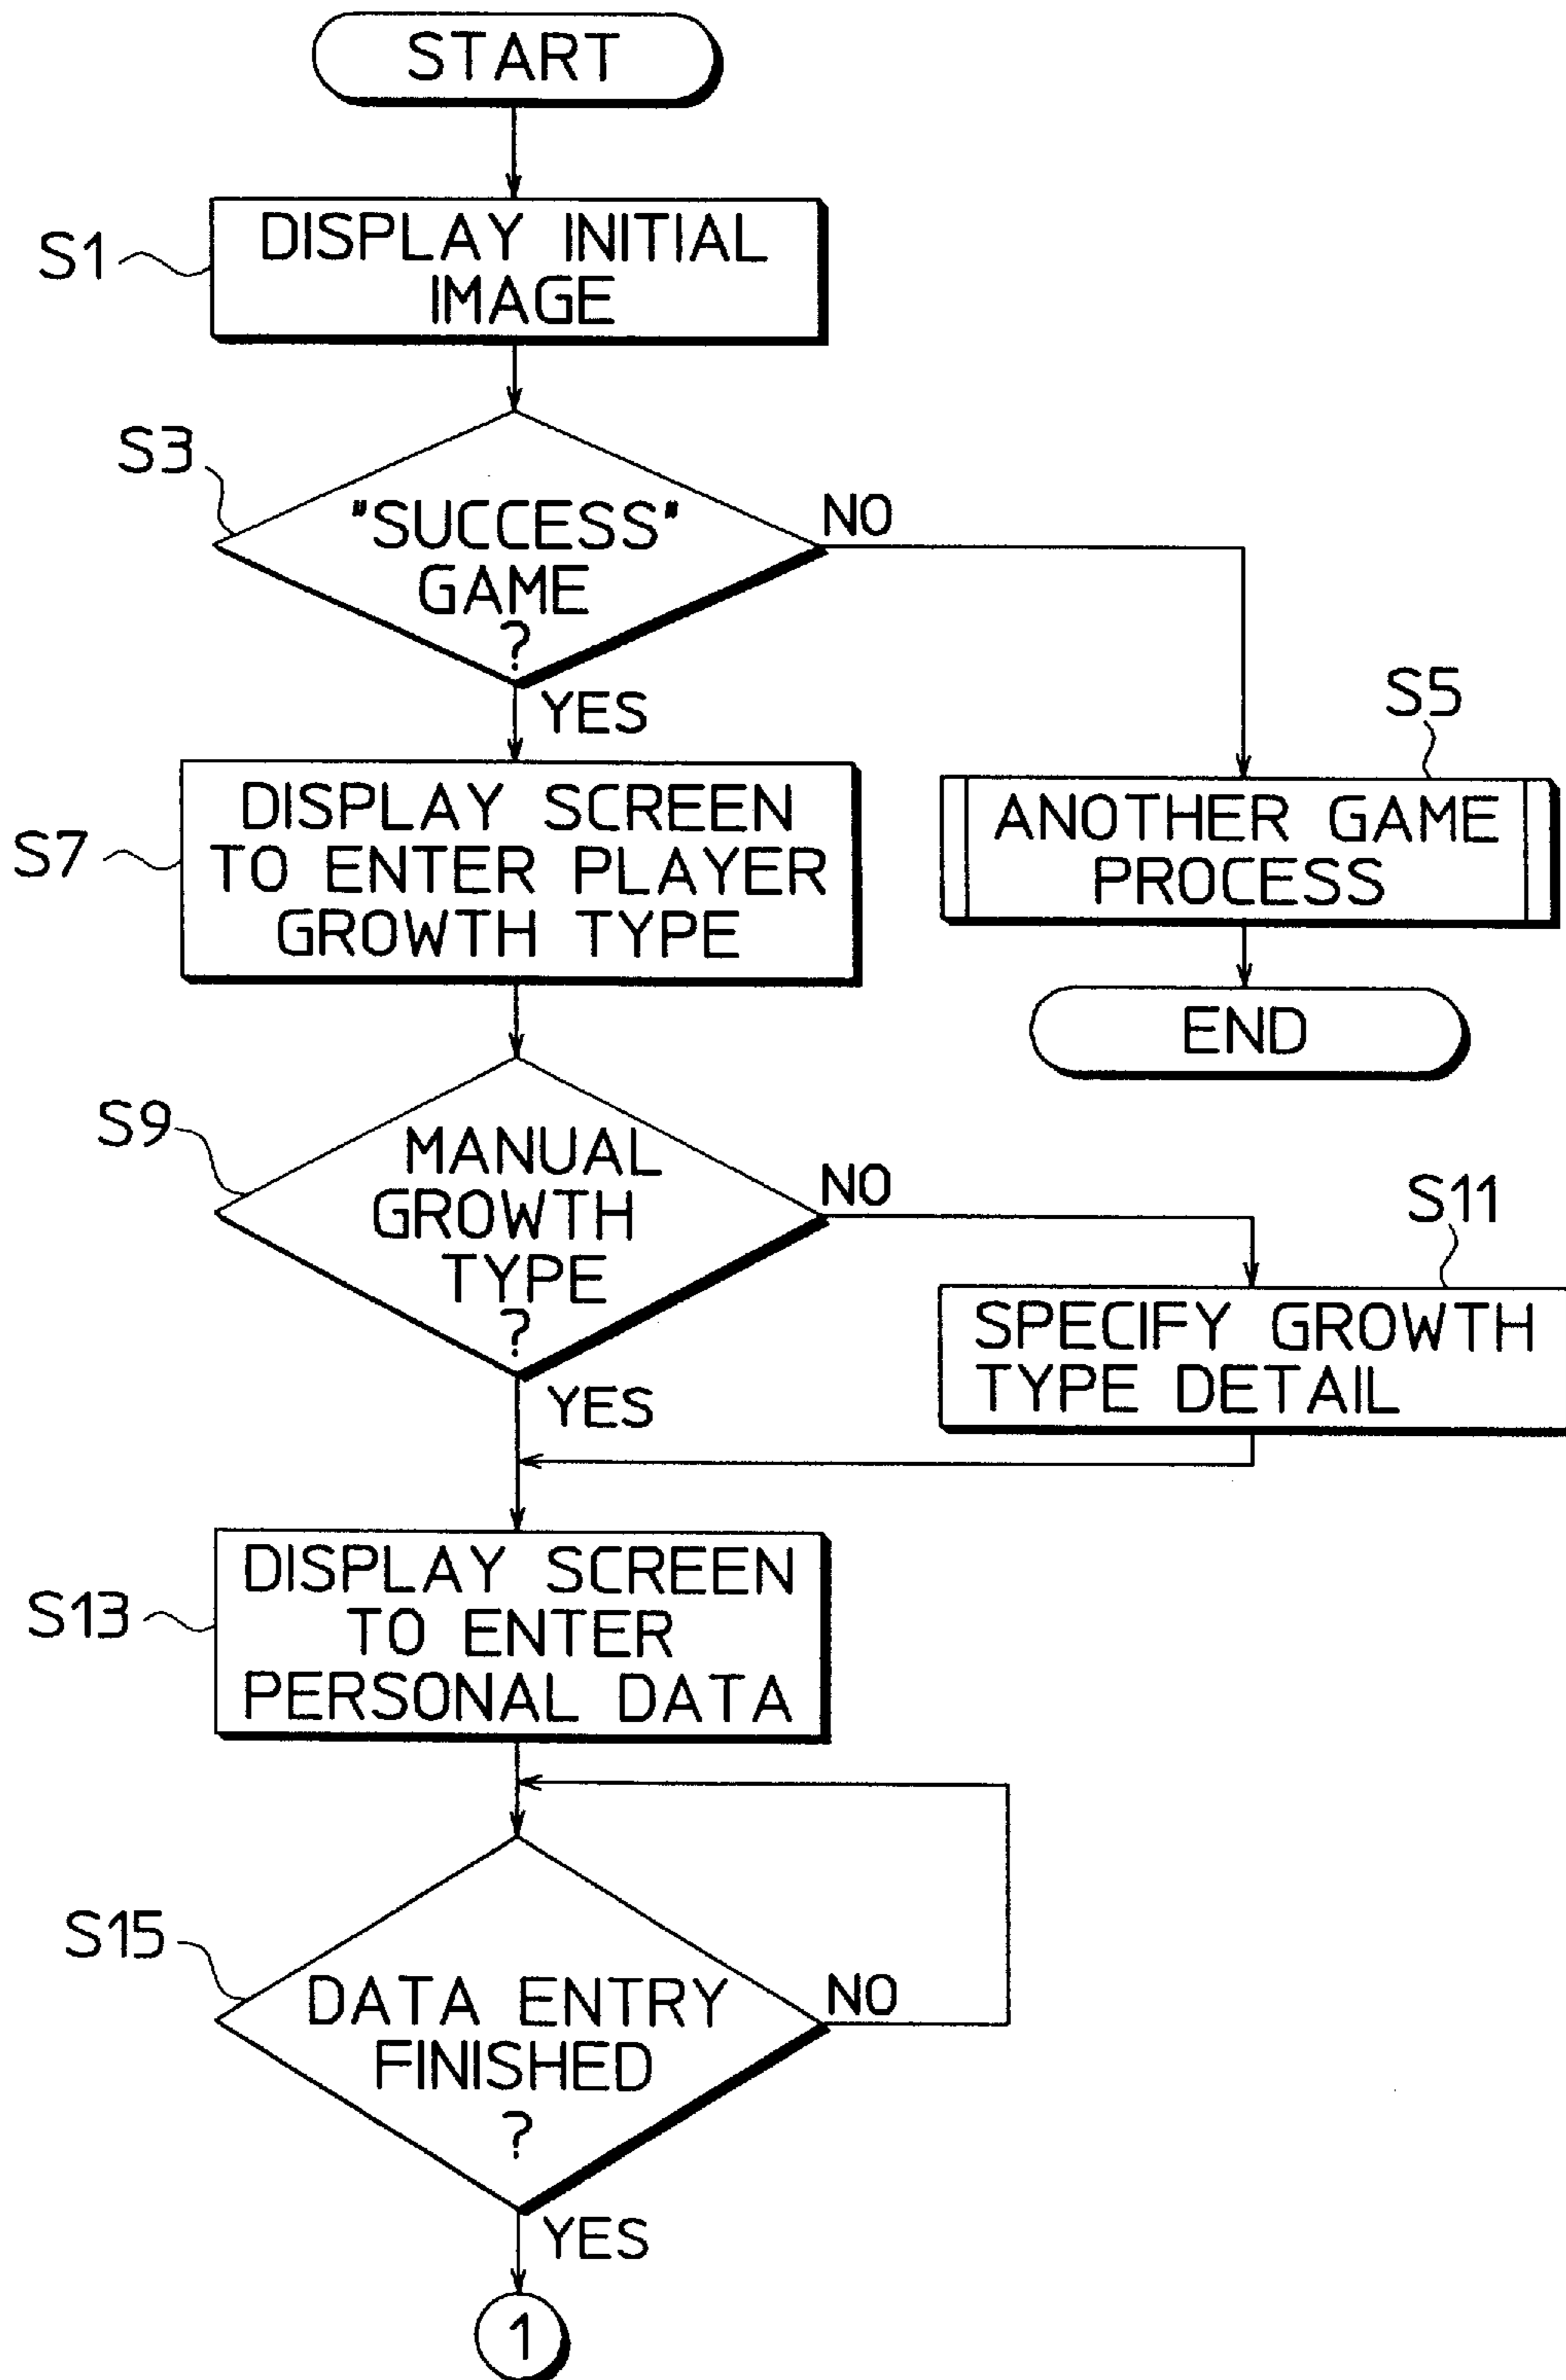 START
S1
DISPLAY INITIAL
IMAGE
S3
"SUCCESS"
GAME
?
NO
YES
S5
ANOTHER GAME
PROCESS
END
S7
DISPLAY SCREEN
TO ENTER PLAYER
GROWTH TYPE
S9
MANUAL
GROWTH
TYPE
?
NO
YES
S11
SPECIFY GROWTH
TYPE DETAIL
S13
DISPLAY SCREEN
TO ENTER
PERSONAL DATA
S15
DATA ENTRY
FINISHED
?
NO
YES
1